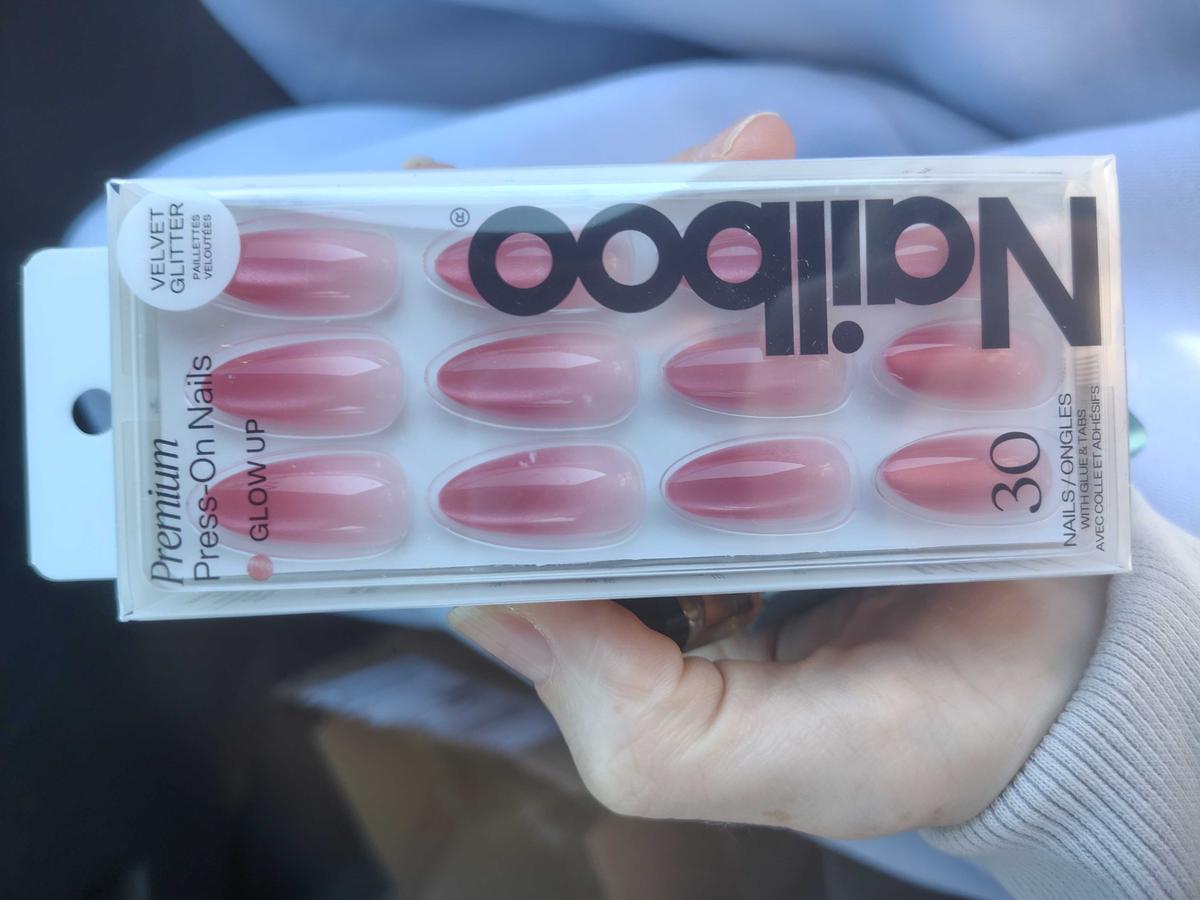 VELVET
GLITTER
PAILLETTES
VELOUTÉES
Premium
Press-On Nails
GLOW UP
Nailboo®
30
NAILS / ONGLES
WITH GLUE & TABS
AVEC COLLE ET ADHÉSIFS